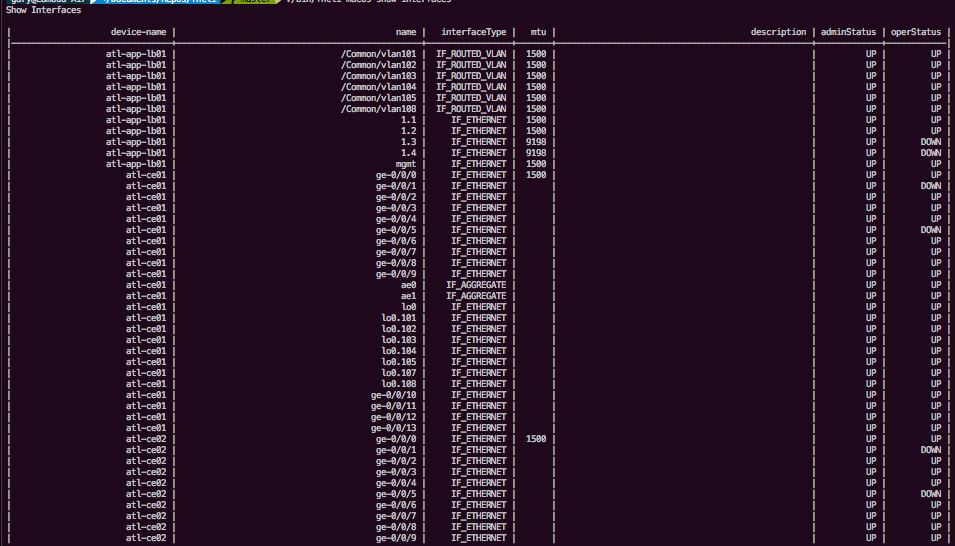 ~/Documents/Repos/fncli master ./bin/fncli macos show interfaces
Show Interfaces
| device-name | name | interfaceType | mtu | description | adminStatus | operStatus |
| atl-app-lb01 | /Common/vlan101 | IF_ROUTED_VLAN | 1500 | | UP | UP |
| atl-app-lb01 | /Common/vlan102 | IF_ROUTED_VLAN | 1500 | | UP | UP |
| atl-app-lb01 | /Common/vlan103 | IF_ROUTED_VLAN | 1500 | | UP | UP |
| atl-app-lb01 | /Common/vlan104 | IF_ROUTED_VLAN | 1500 | | UP | UP |
| atl-app-lb01 | /Common/vlan105 | IF_ROUTED_VLAN | 1500 | | UP | UP |
| atl-app-lb01 | /Common/vlan108 | IF_ROUTED_VLAN | 1500 | | UP | UP |
| atl-app-lb01 | 1.1 | IF_ETHERNET | 1500 | | UP | UP |
| atl-app-lb01 | 1.2 | IF_ETHERNET | 1500 | | UP | UP |
| atl-app-lb01 | 1.3 | IF_ETHERNET | 9198 | | UP | DOWN |
| atl-app-lb01 | 1.4 | IF_ETHERNET | 9198 | | UP | DOWN |
| atl-app-lb01 | mgmt | IF_ETHERNET | 1500 | | UP | UP |
| atl-ce01 | ge-0/0/0 | IF_ETHERNET | 1500 | | UP | UP |
| atl-ce01 | ge-0/0/1 | IF_ETHERNET | | | UP | DOWN |
| atl-ce01 | ge-0/0/2 | IF_ETHERNET | | | UP | UP |
| atl-ce01 | ge-0/0/3 | IF_ETHERNET | | | UP | UP |
| atl-ce01 | ge-0/0/4 | IF_ETHERNET | | | UP | UP |
| atl-ce01 | ge-0/0/5 | IF_ETHERNET | | | UP | DOWN |
| atl-ce01 | ge-0/0/6 | IF_ETHERNET | | | UP | UP |
| atl-ce01 | ge-0/0/7 | IF_ETHERNET | | | UP | UP |
| atl-ce01 | ge-0/0/8 | IF_ETHERNET | | | UP | UP |
| atl-ce01 | ge-0/0/9 | IF_ETHERNET | | | UP | UP |
| atl-ce01 | ae0 | IF_AGGREGATE | | | UP | UP |
| atl-ce01 | ae1 | IF_AGGREGATE | | | UP | UP |
| atl-ce01 | lo0 | IF_ETHERNET | | | UP | UP |
| atl-ce01 | lo0.101 | IF_ETHERNET | | | UP | UP |
| atl-ce01 | lo0.102 | IF_ETHERNET | | | UP | UP |
| atl-ce01 | lo0.103 | IF_ETHERNET | | | UP | UP |
| atl-ce01 | lo0.104 | IF_ETHERNET | | | UP | UP |
| atl-ce01 | lo0.105 | IF_ETHERNET | | | UP | UP |
| atl-ce01 | lo0.107 | IF_ETHERNET | | | UP | UP |
| atl-ce01 | lo0.108 | IF_ETHERNET | | | UP | UP |
| atl-ce01 | ge-0/0/10 | IF_ETHERNET | | | UP | UP |
| atl-ce01 | ge-0/0/11 | IF_ETHERNET | | | UP | UP |
| atl-ce01 | ge-0/0/12 | IF_ETHERNET | | | UP | UP |
| atl-ce01 | ge-0/0/13 | IF_ETHERNET | | | UP | UP |
| atl-ce02 | ge-0/0/0 | IF_ETHERNET | 1500 | | UP | UP |
| atl-ce02 | ge-0/0/1 | IF_ETHERNET | | | UP | DOWN |
| atl-ce02 | ge-0/0/2 | IF_ETHERNET | | | UP | UP |
| atl-ce02 | ge-0/0/3 | IF_ETHERNET | | | UP | UP |
| atl-ce02 | ge-0/0/4 | IF_ETHERNET | | | UP | UP |
| atl-ce02 | ge-0/0/5 | IF_ETHERNET | | | UP | DOWN |
| atl-ce02 | ge-0/0/6 | IF_ETHERNET | | | UP | UP |
| atl-ce02 | ge-0/0/7 | IF_ETHERNET | | | UP | UP |
| atl-ce02 | ge-0/0/8 | IF_ETHERNET | | | UP | UP |
| atl-ce02 | ge-0/0/9 | IF_ETHERNET | | | UP | UP |